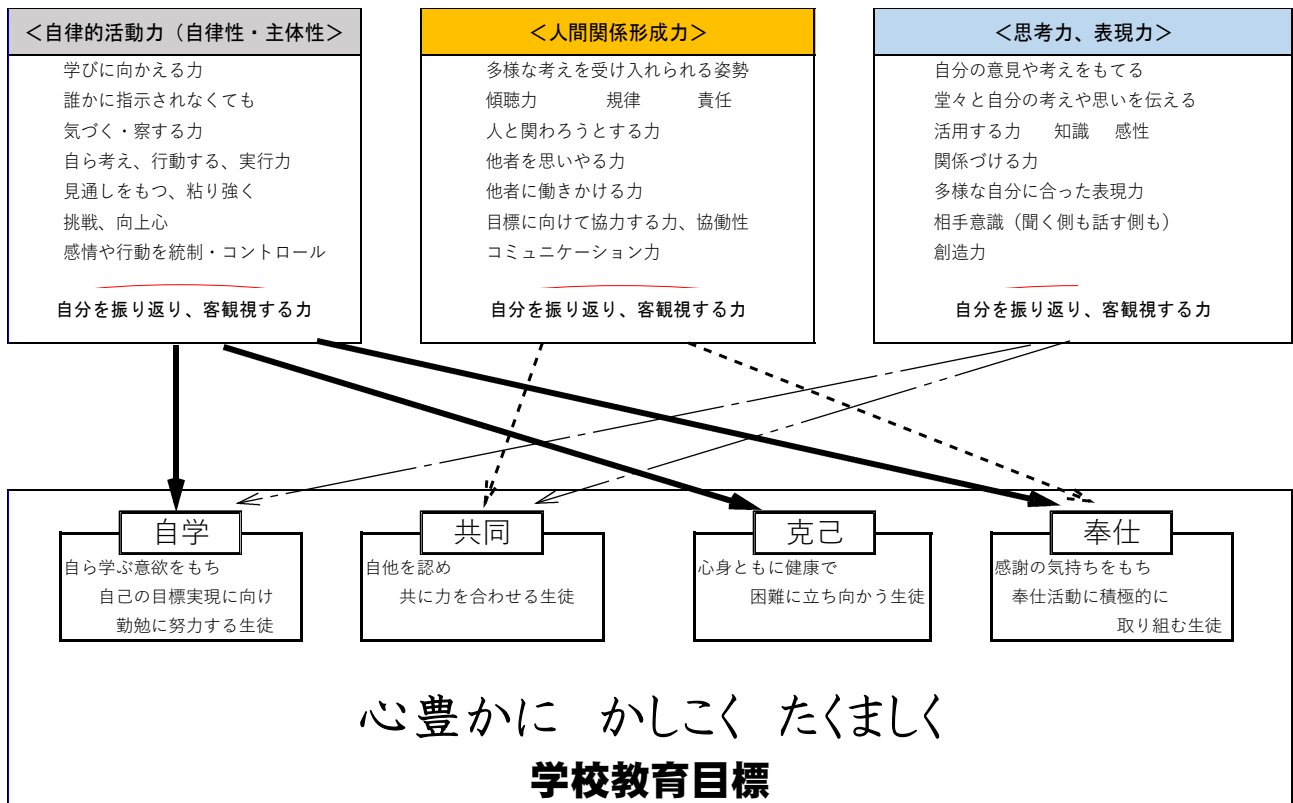 ＜自律的活動力（自律性・主体性＞
学びに向かえる力
誰かに指示されなくても
気づく・察する力
自ら考え、行動する、実行力
見通しをもつ、粘り強く
挑戦、向上心
感情や行動を統制・コントロール
自分を振り返り、客観視する力
＜人間関係形成力＞
多様な考えを受け入れられる姿勢
傾聴力　規律　責任
人と関わろうとする力
他者を思いやる力
他者に働きかける力
目標に向けて協力する力、協働性
コミュニケーション力
自分を振り返り、客観視する力
＜思考力、表現力＞
自分の意見や考えをもてる
堂々と自分の考えや思いを伝える
活用する力　知識　感性
関係づける力
多様な自分に合った表現力
相手意識（聞く側も話す側も）
創造力
自分を振り返り、客観視する力
自学
自ら学ぶ意欲をもち
自己の目標実現に向け
勤勉に努力する生徒
共同
自他を認め
共に力を合わせる生徒
克己
心身ともに健康で
困難に立ち向かう生徒
奉仕
感謝の気持ちをもち
奉仕活動に積極的に
取り組む生徒
心豊かに　かしこく　たくましく
学校教育目標